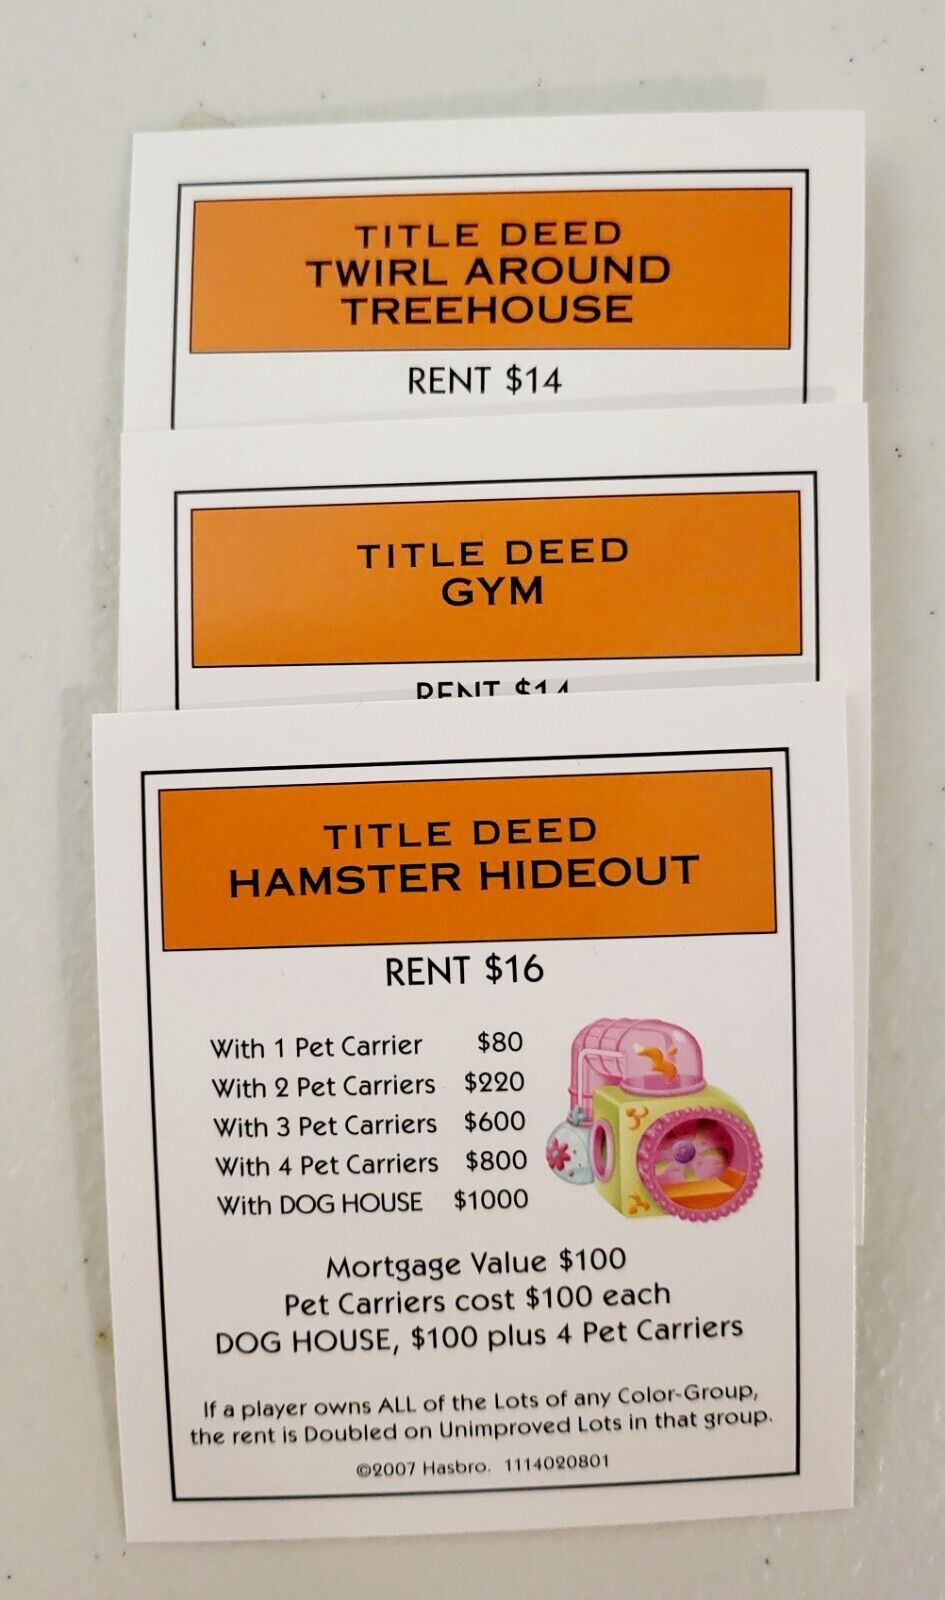 TITLE DEED
TWIRL AROUND
TREEHOUSE
RENT $14
TITLE DEED
GYM
RENT $14
TITLE DEED
HAMSTER HIDEOUT
RENT $16
With 1 Pet Carrier $80
With 2 Pet Carriers $220
With 3 Pet Carriers $600
With 4 Pet Carriers $800
With DOG HOUSE $1000
Mortgage Value $100
Pet Carriers cost $100 each
DOG HOUSE, $100 plus 4 Pet Carriers
If a player owns ALL of the Lots of any Color-Group,
the rent is Doubled on Unimproved Lots in that group.
©2007 Hasbro. 1114020801